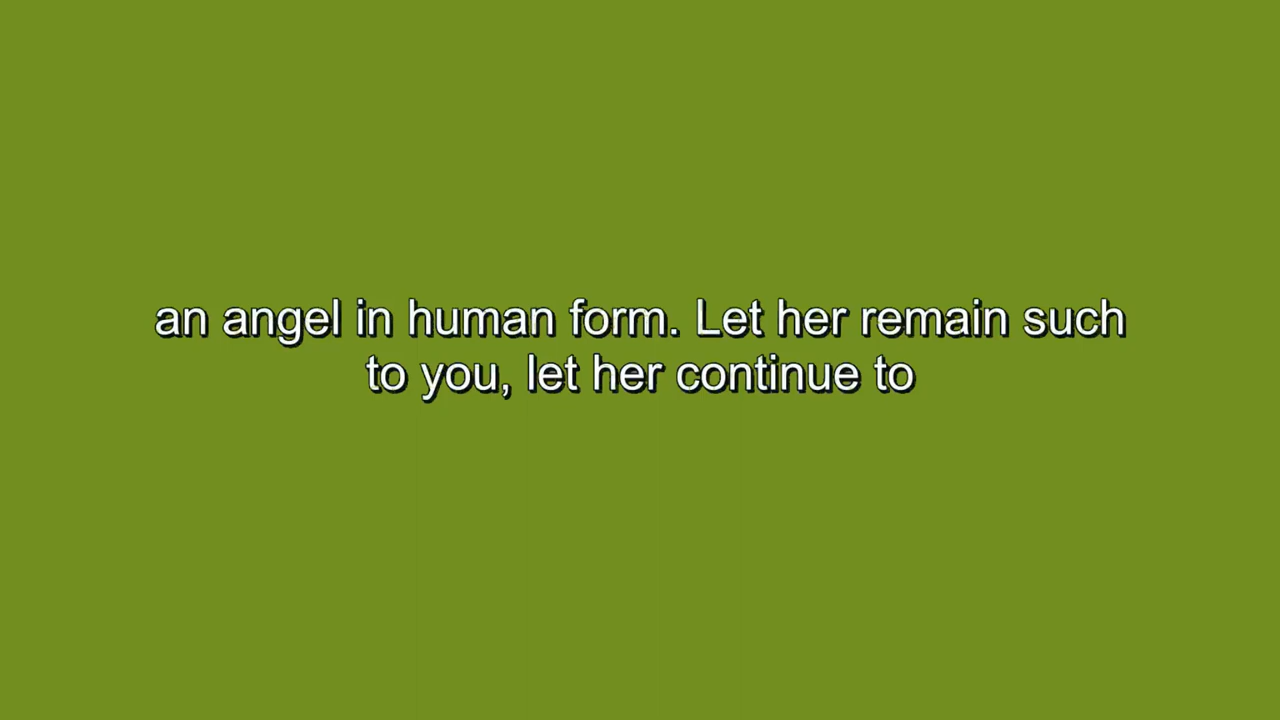 an angel in human form. Let her remain such
to you, let her continue to